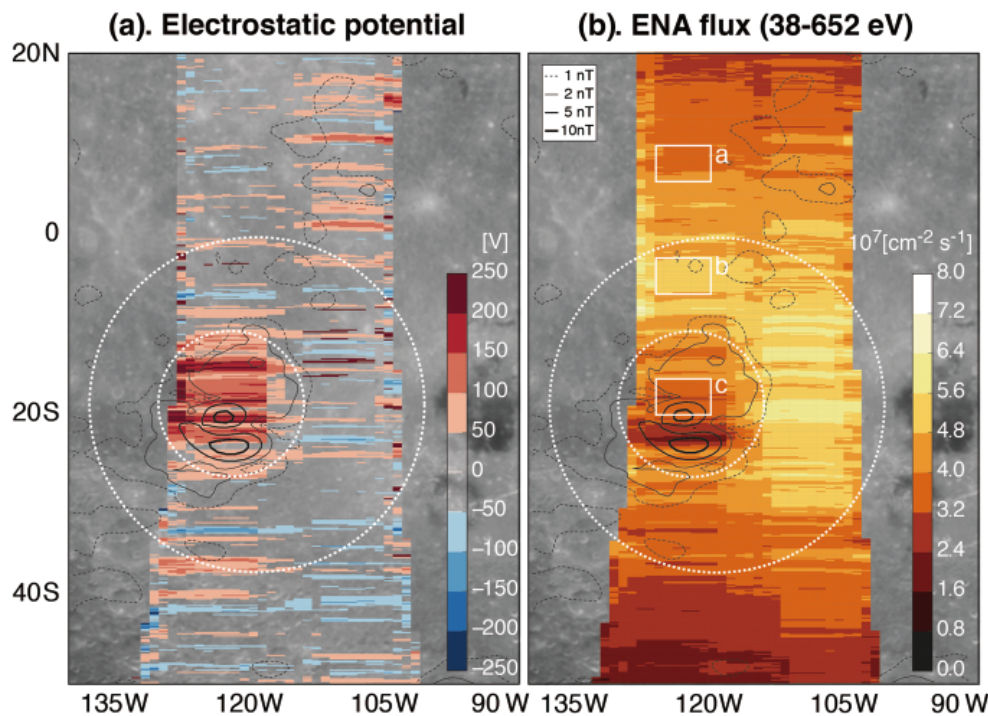 (a). Electrostatic potential
(b). ENA flux (38-652 eV)
20N
0
20S
40S
[V]
250
200
150
100
50
0
−50
−100
−150
−200
−250
135W
120W
105W
90W
1 nT
2 nT
5 nT
10nT
a
b
c
10⁷[cm⁻² s⁻¹]
8.0
7.2
6.4
5.6
4.8
4.0
3.2
2.4
1.6
0.8
0.0
135W
120W
105W
90W